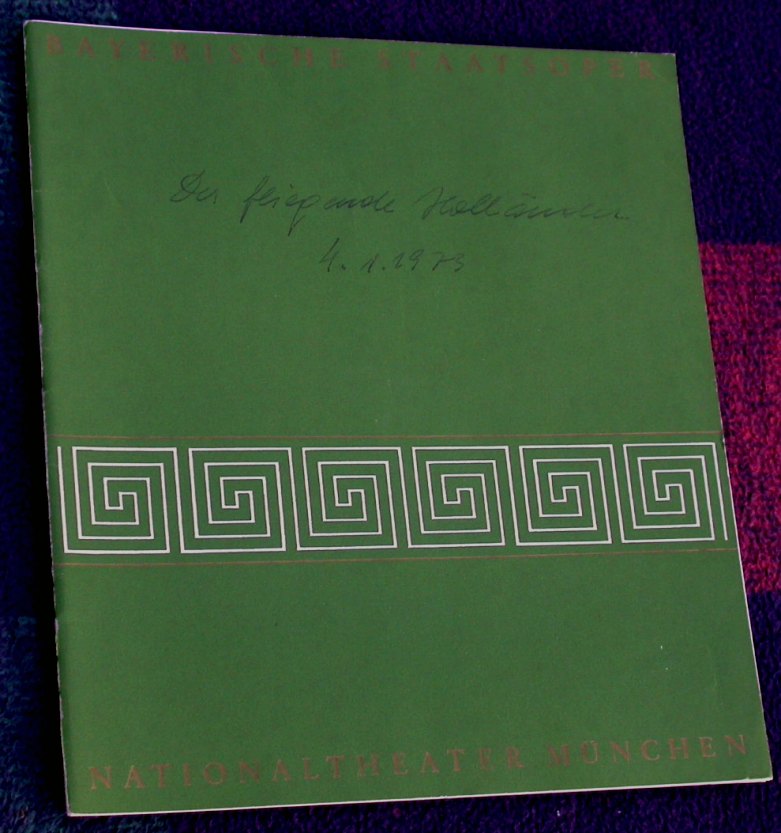 BAYERISCHE STAATSOPER
Der fliegende Holländer
4.1.1973
NATIONALTHEATER MÜNCHEN